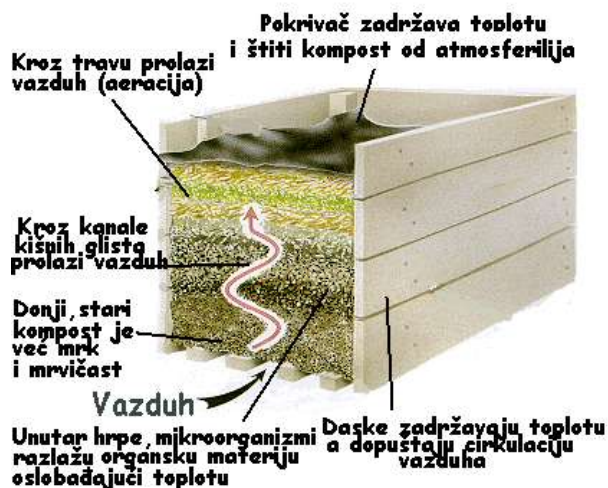 Pokrivač zadržava toplotu
i štiti kompost od atmosferilija
Kroz travu prolazi
vazduh (aeracija)
Kroz kanale
kišnih glista
prolazi vazduh
Donji, stari
kompost je
već mrk
i mrvičast
Vazduh
Unutar hrpe, mikroorganizmi
razlažu organsku materiju
oslobađajući toplotu
Daske zadržavaju toplotu
a dopuštaju cirkulaciju
vazduha